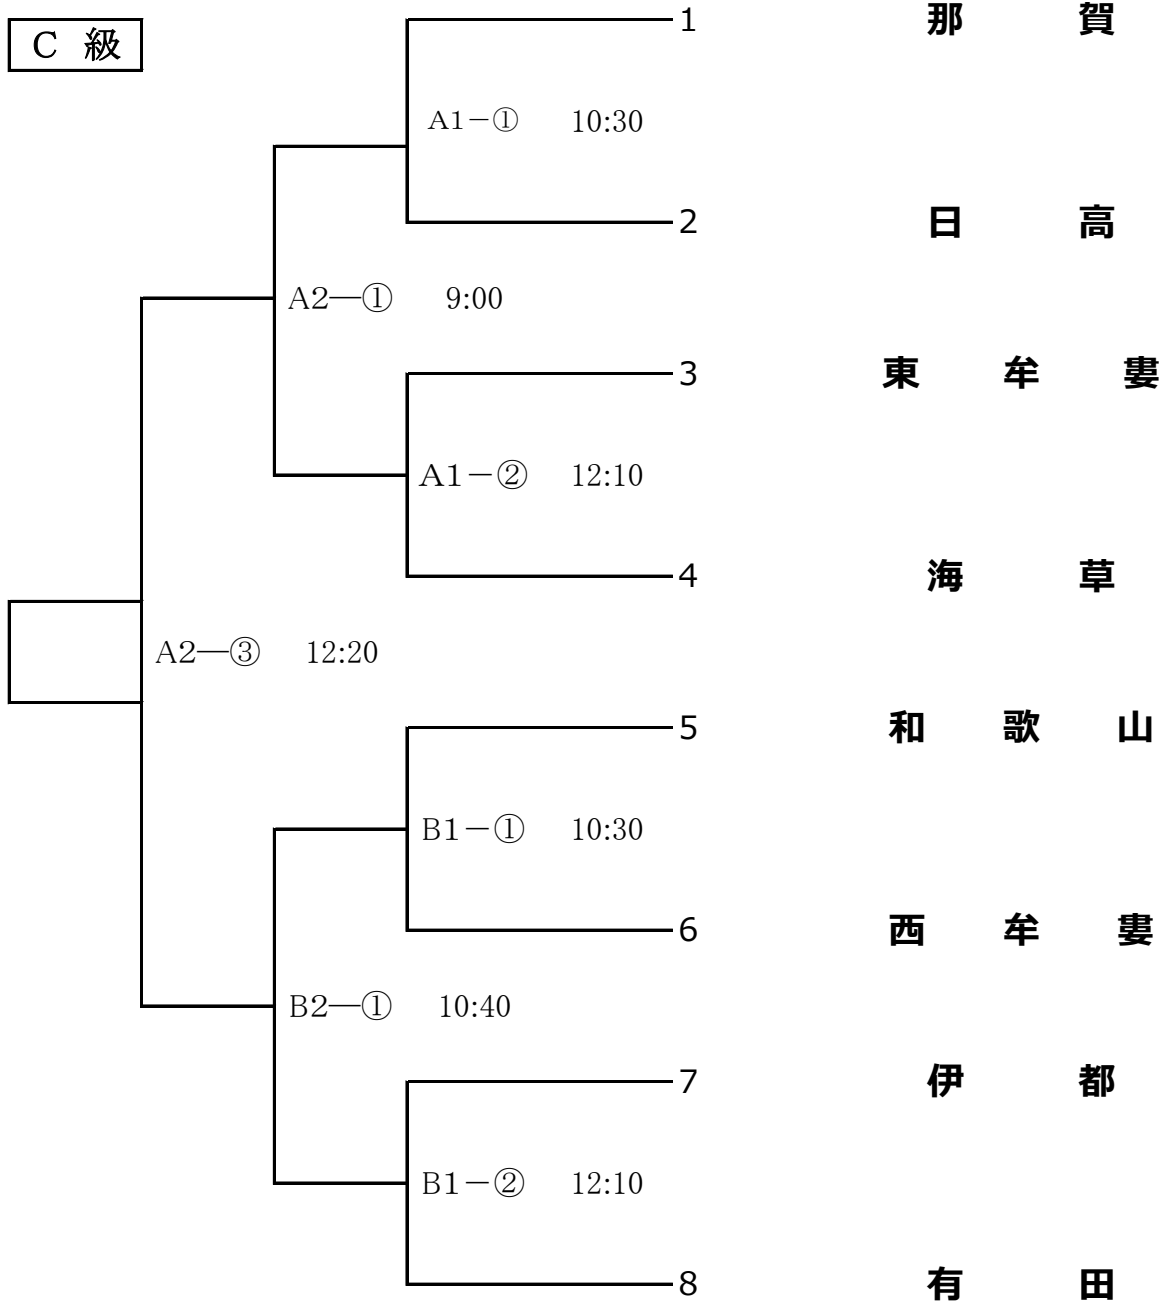 1 那賀
C 級
A1－① 10:30
2 日高
A2―① 9:00
3 東牟婁
A1－② 12:10
4 海草
A2―③ 12:20
5 和歌山
B1－① 10:30
6 西牟婁
B2―① 10:40
7 伊都
B1－② 12:10
8 有田